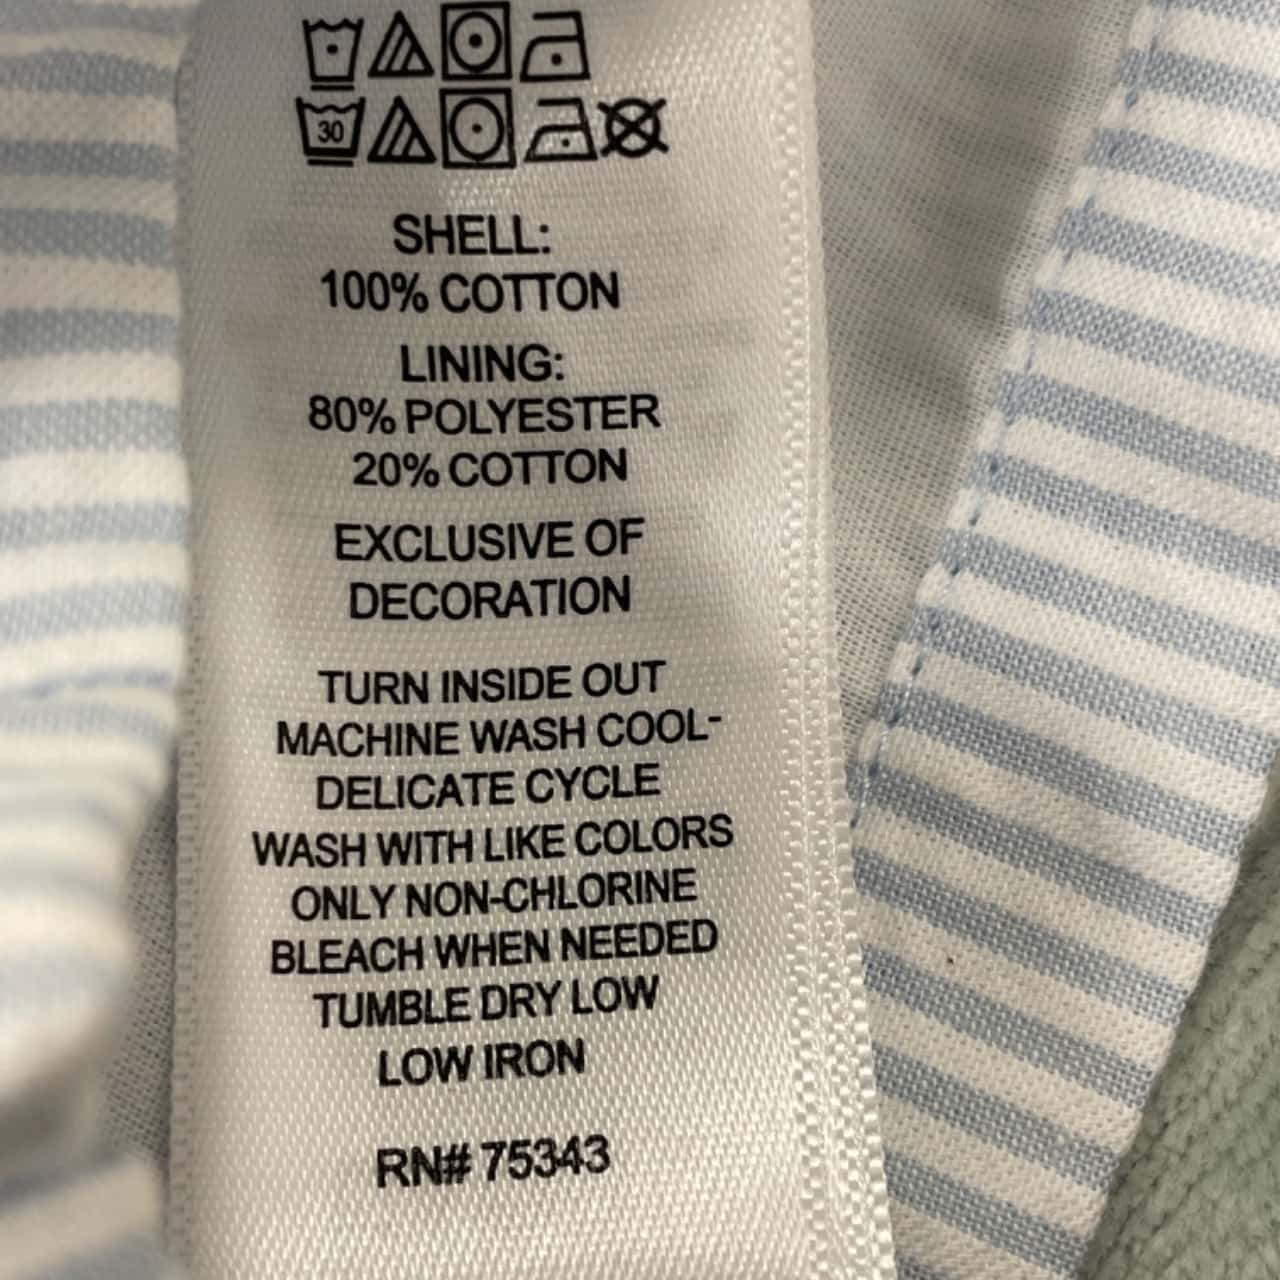 30
SHELL:
100% COTTON
LINING:
80% POLYESTER
20% COTTON
EXCLUSIVE OF
DECORATION
TURN INSIDE OUT
MACHINE WASH COOL-
DELICATE CYCLE
WASH WITH LIKE COLORS
ONLY NON-CHLORINE
BLEACH WHEN NEEDED
TUMBLE DRY LOW
LOW IRON
RN# 75343